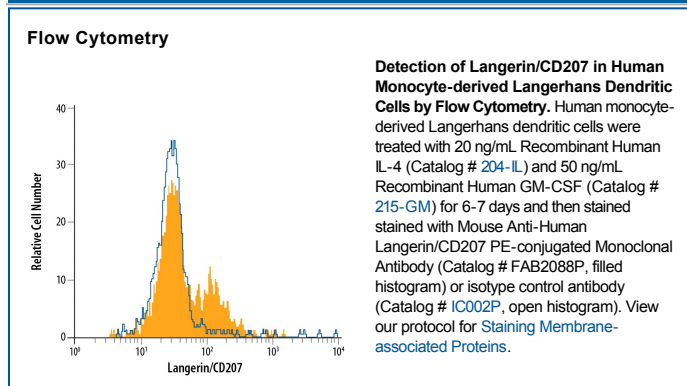 Flow Cytometry
Detection of Langerin/CD207 in Human
Monocyte-derived Langerhans Dendritic
Cells by Flow Cytometry. Human monocyte-
derived Langerhans dendritic cells were
treated with 20 ng/mL Recombinant Human
IL-4 (Catalog # 204-IL) and 50 ng/mL
Recombinant Human GM-CSF (Catalog #
215-GM) for 6-7 days and then stained
stained with Mouse Anti-Human
Langerin/CD207 PE-conjugated Monoclonal
Antibody (Catalog # FAB2088P, filled
histogram) or isotype control antibody
(Catalog # IC002P, open histogram). View
our protocol for Staining Membrane-
associated Proteins.
Relative Cell Number
40
30
20
10
0
10⁰ 10¹ 10² 10³ 10⁴
Langerin/CD207